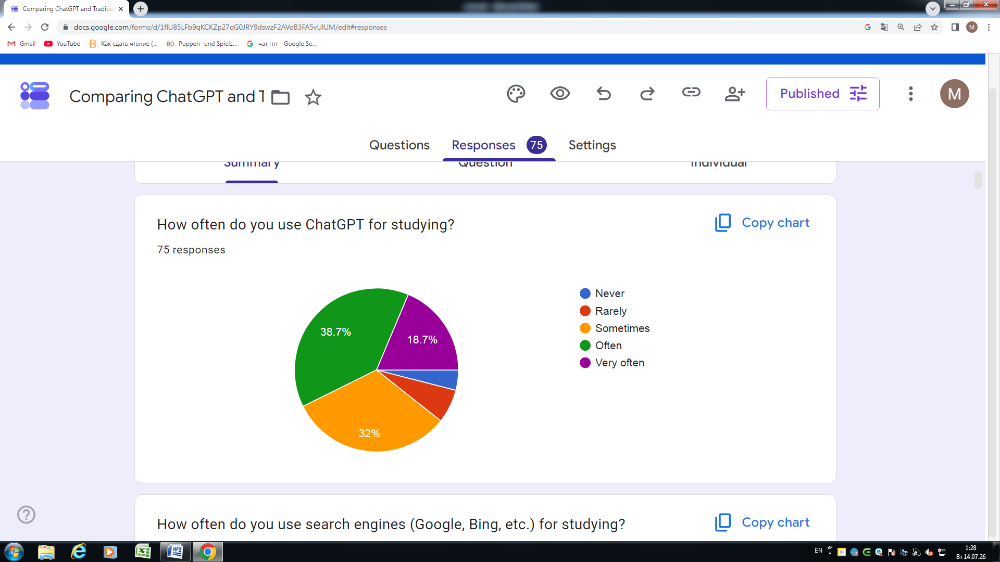 Comparing ChatGPT and Traditio
docs.google.com/forms/d/1flU85LFb9qKCKZp27qG0JRY9dswzF2AVoB3FA5vUIUM/edit#responses
M
Gmail
YouTube
Как сдать чтение (...
BO
Puppen- und Spielz...
чат гпт - Google Se...
Comparing ChatGPT and T
Published
M
Questions
Responses
75
Settings
Summary
Question
Individual
How often do you use ChatGPT for studying?
Copy chart
75 responses
38.7%
18.7%
32%
Never
Rarely
Sometimes
Often
Very often
How often do you use search engines (Google, Bing, etc.) for studying?
Copy chart
EN
1:28
Вт 14.07.26